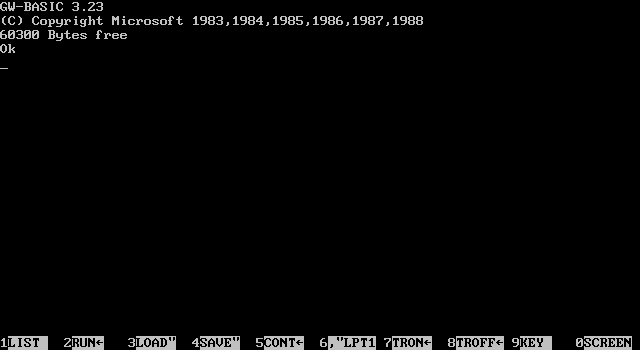 GW-BASIC 3.23
(C) Copyright Microsoft 1983,1984,1985,1986,1987,1988
60300 Bytes free
Ok
_
1LIST 2RUN← 3LOAD" 4SAVE" 5CONT← 6,"LPT1 7TRON← 8TROFF← 9KEY 0SCREEN